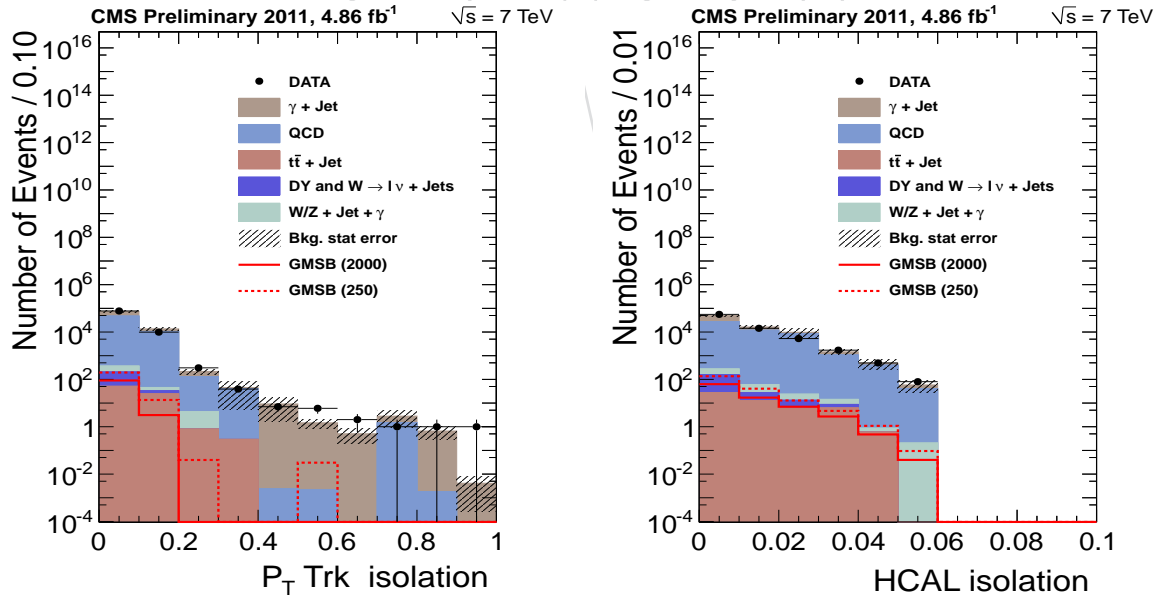 CMS Preliminary 2011, 4.86 fb⁻¹ √s = 7 TeV
Number of Events / 0.10
10¹⁶
10¹⁴
10¹²
10¹⁰
10⁸
10⁶
10⁴
10²
1
10⁻²
10⁻⁴
DATA
γ + Jet
QCD
tt̄ + Jet
DY and W → l ν + Jets
W/Z + Jet + γ
Bkg. stat error
GMSB (2000)
GMSB (250)
0 0.2 0.4 0.6 0.8 1
P_T Trk isolation
CMS Preliminary 2011, 4.86 fb⁻¹ √s = 7 TeV
Number of Events / 0.01
10¹⁶
10¹⁴
10¹²
10¹⁰
10⁸
10⁶
10⁴
10²
1
10⁻²
10⁻⁴
DATA
γ + Jet
QCD
tt̄ + Jet
DY and W → l ν + Jets
W/Z + Jet + γ
Bkg. stat error
GMSB (2000)
GMSB (250)
0 0.02 0.04 0.06 0.08 0.1
HCAL isolation